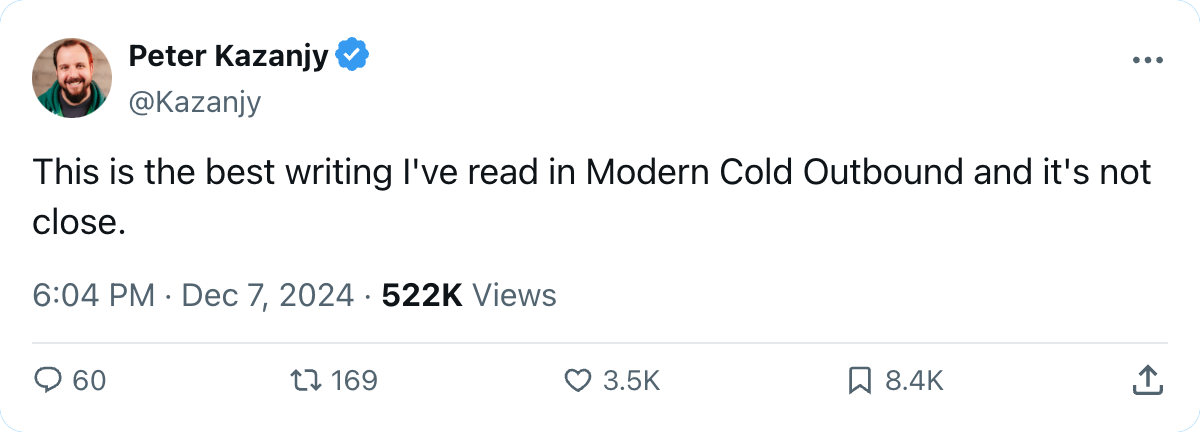 Peter Kazanjy
@Kazanjy
This is the best writing I've read in Modern Cold Outbound and it's not
close.
6:04 PM · Dec 7, 2024 · 522K Views
60 169 3.5K 8.4K